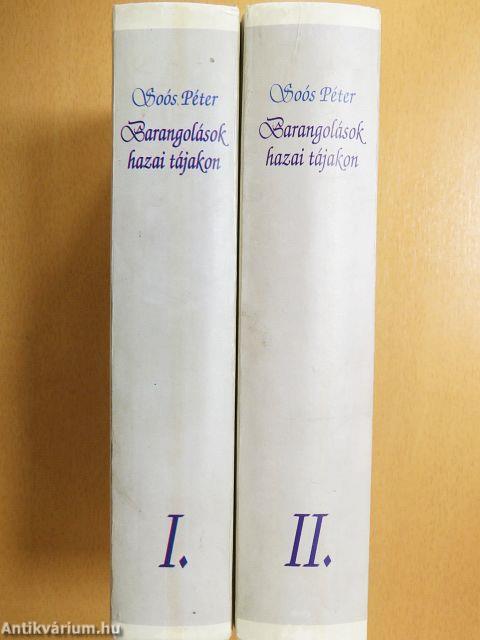 Soós Péter
Barangolások
hazai tájakon
I.
Soós Péter
Barangolások
hazai tájakon
II.
Antikvárium.hu